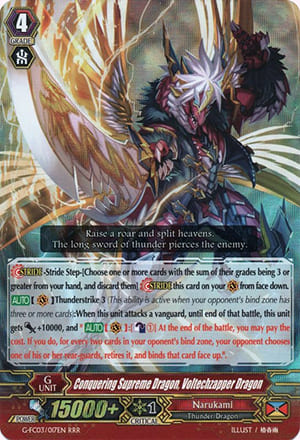 4
GRADE
Raise a roar and split heavens.
The long sword of thunder pierces the enemy.
STRIDE -Stride Step-[Choose one or more cards with the sum of their grades being 3 or
greater from your hand, and discard them] STRIDE this card on your from face down.
AUTO Thunderstrike 3 (This ability is active when your opponent's bind zone has
three or more cards):When this unit attacks a vanguard, until end of that battle, this unit
gets +10000, and " AUTO [ 1- ] At the end of the battle, you may pay the
cost. If you do, for every two cards in your opponent's bind zone, your opponent chooses
one of his or her rear-guards, retires it, and binds that card face up.".
G
UNIT
Conquering Supreme Dragon, Voltechzapper Dragon
POWER
15000+
1
CRITICAL
Narukami
Thunder Dragon
G-FC03/017EN RRR
ILLUST